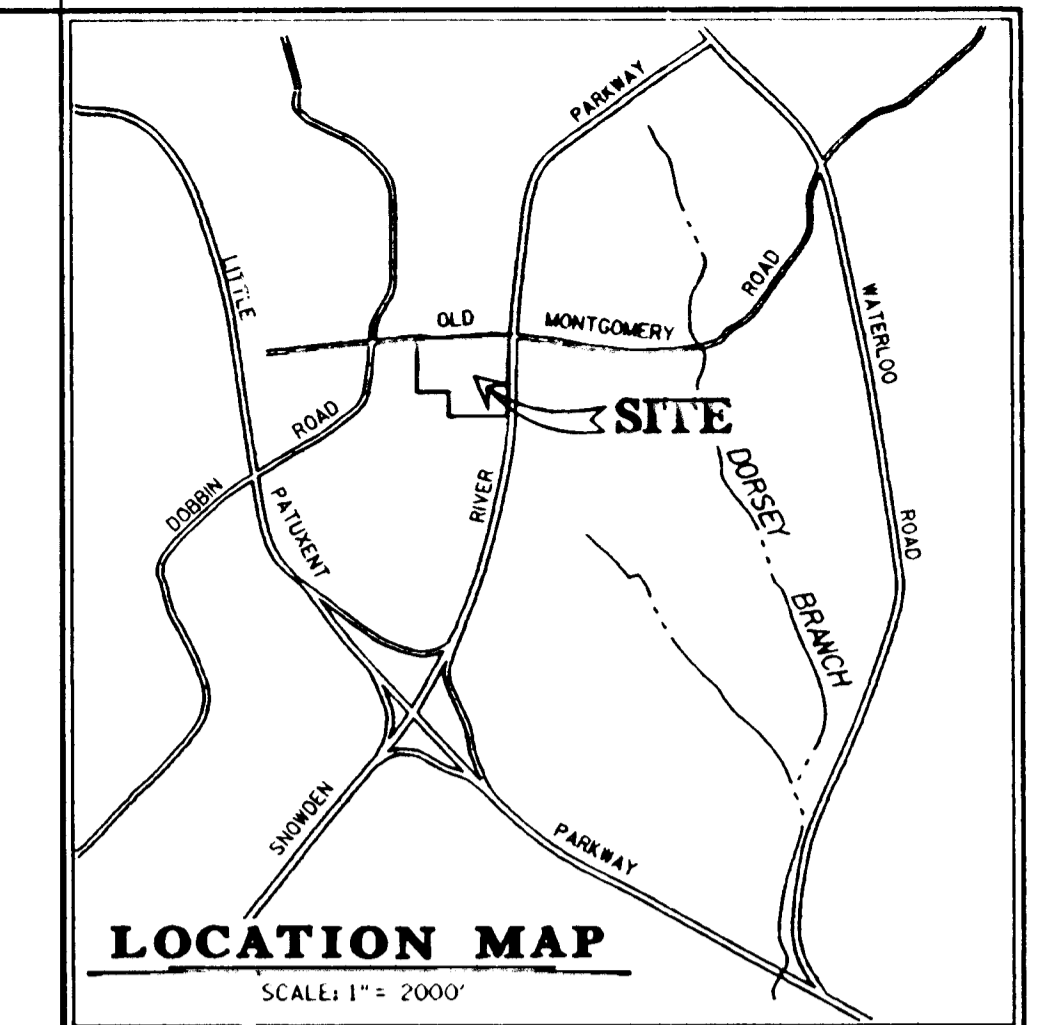 PARKWAY
LITTLE
ROAD
WATERLOO
OLD
MONTGOMERY
SITE
ROAD
DOBBIN
RIVER
DORSEY
PATUXENT
ROAD
BRANCH
SNOWDEN
PARKWAY
LOCATION MAP
SCALE: 1" = 2000'